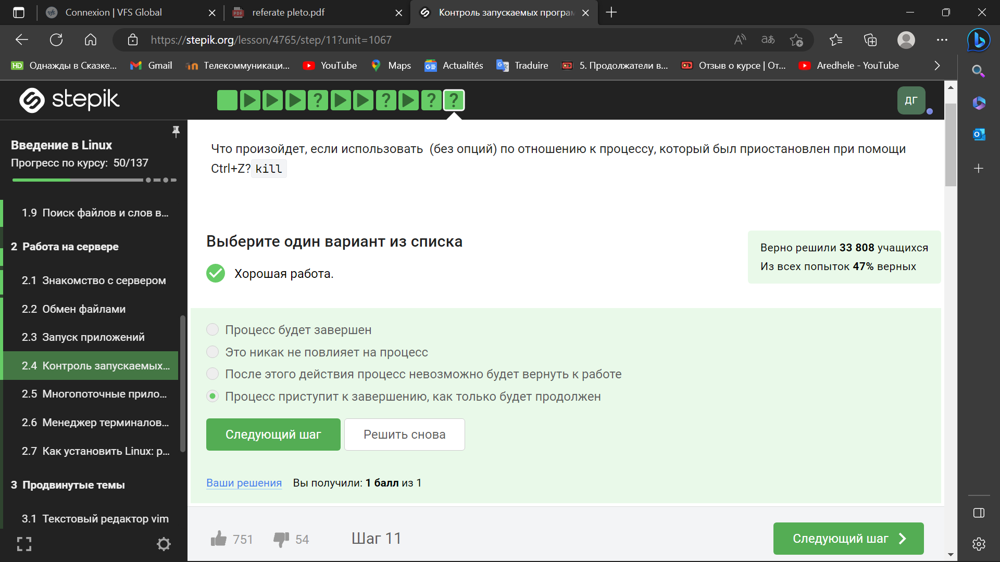 Connexion | VFS Global
referate pleto.pdf
Контроль запускаемых програм
https://stepik.org/lesson/4765/step/11?unit=1067
Однажды в Сказке...
Gmail
Телекоммуникаци...
YouTube
Maps
Actualités
Traduire
5. Продолжатели в...
Отзыв о курсе | От...
Aredhele - YouTube
stepik
ДГ
Введение в Linux
Прогресс по курсу: 50/137
1.9 Поиск файлов и слов в...
2 Работа на сервере
2.1 Знакомство с сервером
2.2 Обмен файлами
2.3 Запуск приложений
2.4 Контроль запускаемых...
2.5 Многопоточные прило...
2.6 Менеджер терминалов...
2.7 Как установить Linux: р...
3 Продвинутые темы
3.1 Текстовый редактор vim
Что произойдет, если использовать (без опций) по отношению к процессу, который был приостановлен при помощи
Ctrl+Z? kill
Выберите один вариант из списка
Хорошая работа.
Верно решили 33 808 учащихся
Из всех попыток 47% верных
Процесс будет завершен
Это никак не повлияет на процесс
После этого действия процесс невозможно будет вернуть к работе
Процесс приступит к завершению, как только будет продолжен
Следующий шаг
Решить снова
Ваши решения Вы получили: 1 балл из 1
751
54
Шаг 11
Следующий шаг